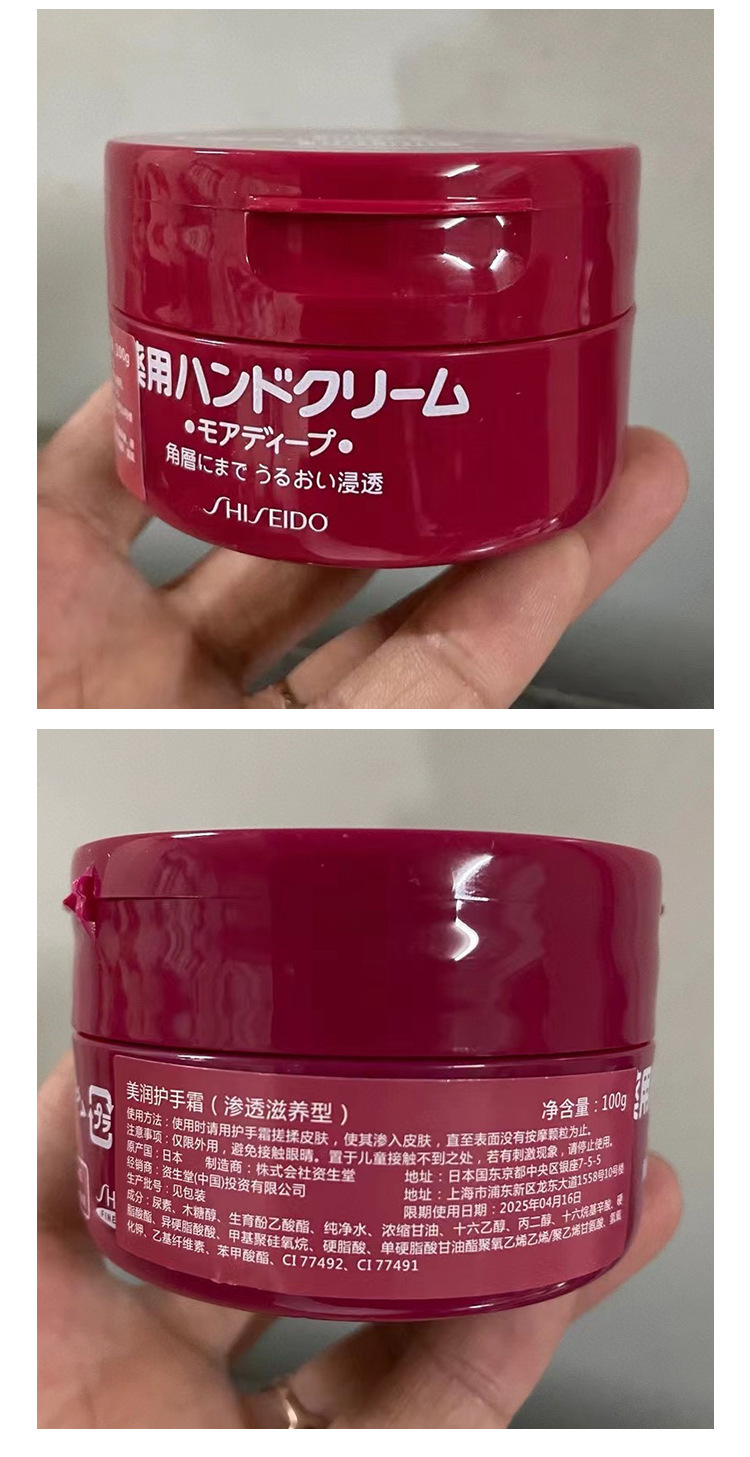 100g
薬用ハンドクリーム
•モアディープ•
角層にまで うるおい浸透
SHISEIDO
プラ
美润护手霜（渗透滋养型）
净含量：100g
使用方法：使用时请用护手霜搓揉皮肤，使其渗入皮肤，直至表面没有按摩颗粒为止。
注意事项：仅限外用，避免接触眼睛。置于儿童接触不到之处，若有刺激现象，请停止使用。
原产国：日本 制造商：株式会社资生堂 地址：日本国东京都中央区银座7-5-5
经销商：资生堂(中国)投资有限公司 地址：上海市浦东新区龙东大道1558号10号楼
生产批号：见包装 限期使用日期：2025年04月16日
成分：尿素、木糖醇、生育酚乙酸酯、纯净水、浓缩甘油、十六乙醇、丙二醇、十六烷基辛酸、硬
脂酸酯、异硬脂酸酸、甲基聚硅氧烷、硬脂酸、单硬脂酸甘油酯聚氧乙烯乙烯/聚乙烯甘氨酸、氢氧
化钾、乙基纤维素、苯甲酸酯、CI 77492、CI 77491
用
SH
FINE